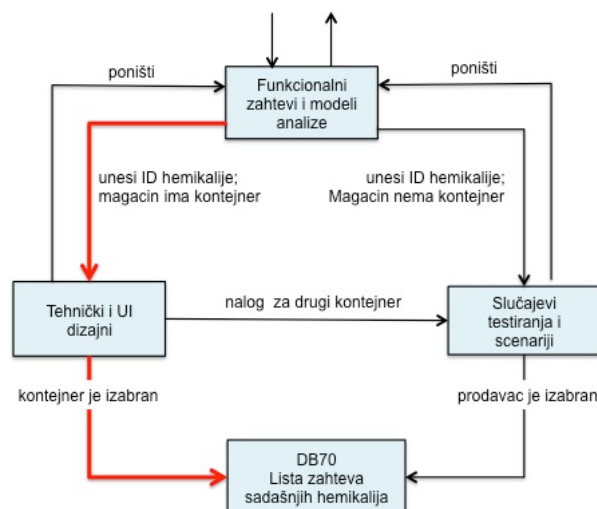 poništi
poništi
Funkcionalni
zahtevi i modeli
analize
unesi ID hemikalije;
magacin ima kontejner
unesi ID hemikalije;
Magacin nema kontejner
Tehnički i UI
dizajni
nalog za drugi kontejner
Slučajevi
testiranja i
scenariji
kontejner je izabran
prodavac je izabran
DB70
Lista zahteva
sadašnjih hemikalija